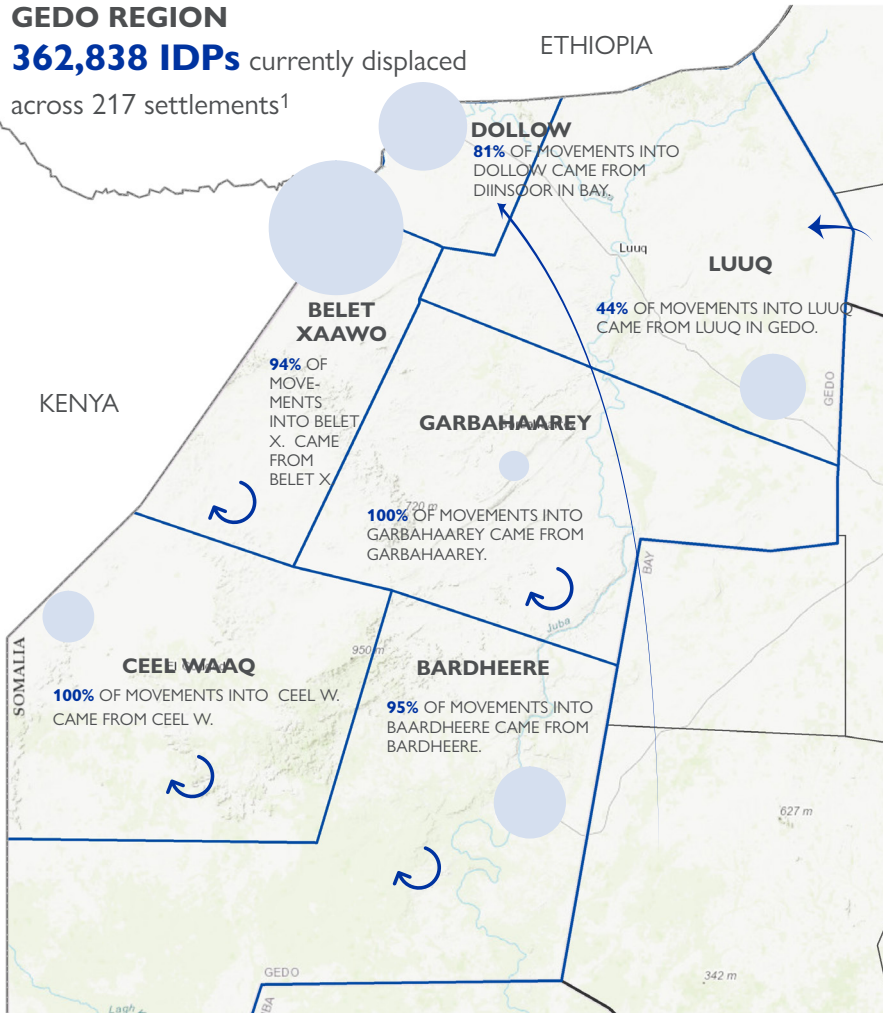 GEDO REGION
362,838 IDPs currently displaced
across 217 settlements1
ETHIOPIA
DOLLOW
81% OF MOVEMENTS INTO
DOLLOW CAME FROM
DIINSOOR IN BAY.
Luuq
LUUQ
44% OF MOVEMENTS INTO LUUQ
CAME FROM LUUQ IN GEDO.
GEDO
BELET
XAAWO
94% OF
MOVE-
MENTS
INTO BELET
X. CAME
FROM
BELET X.
KENYA
GARBAHAAREY
720 m
100% OF MOVEMENTS INTO
GARBAHAAREY CAME FROM
GARBAHAAREY.
BAY
Juba
950 m
SOMALIA
CEEL WAAQ
100% OF MOVEMENTS INTO CEEL W.
CAME FROM CEEL W.
BARDHEERE
95% OF MOVEMENTS INTO
BAARDHEERE CAME FROM
BARDHEERE.
627 m
342 m
GEDO
Lagh